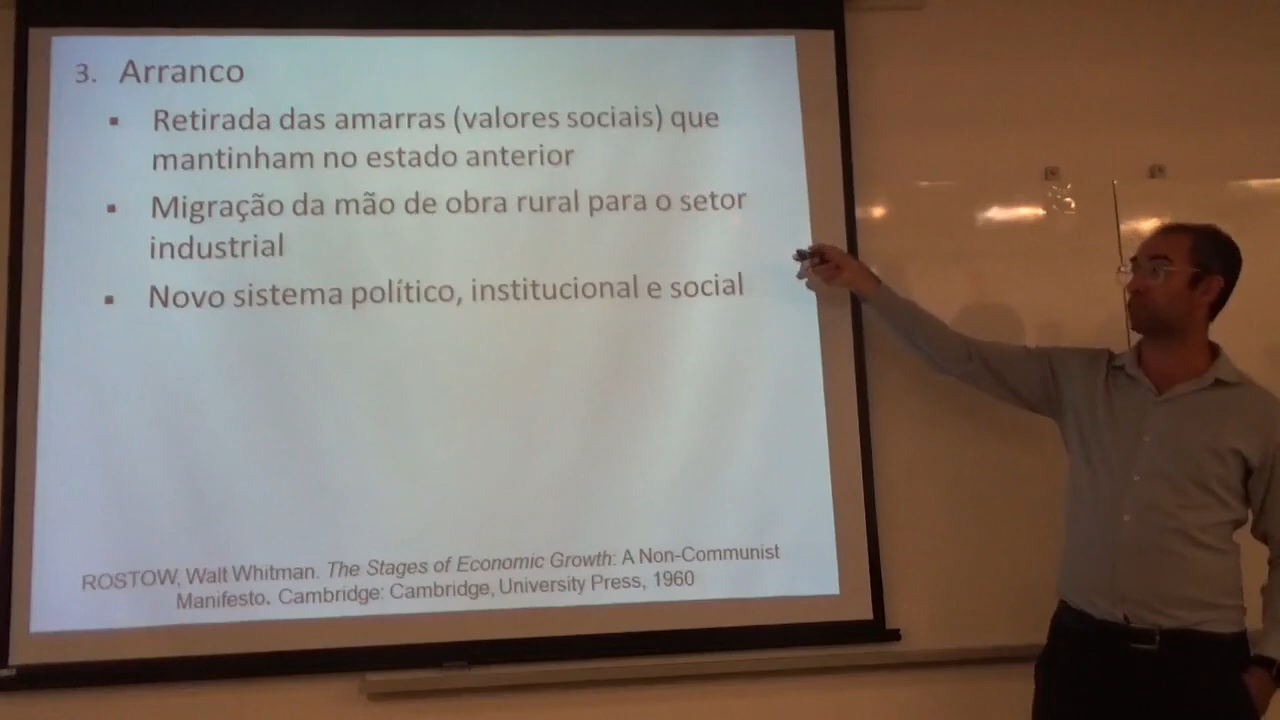 3. Arranco
▪ Retirada das amarras (valores sociais) que
mantinham no estado anterior
▪ Migração da mão de obra rural para o setor
industrial
▪ Novo sistema político, institucional e social
ROSTOW, Walt Whitman. The Stages of Economic Growth: A Non-Communist
Manifesto. Cambridge: Cambridge, University Press, 1960